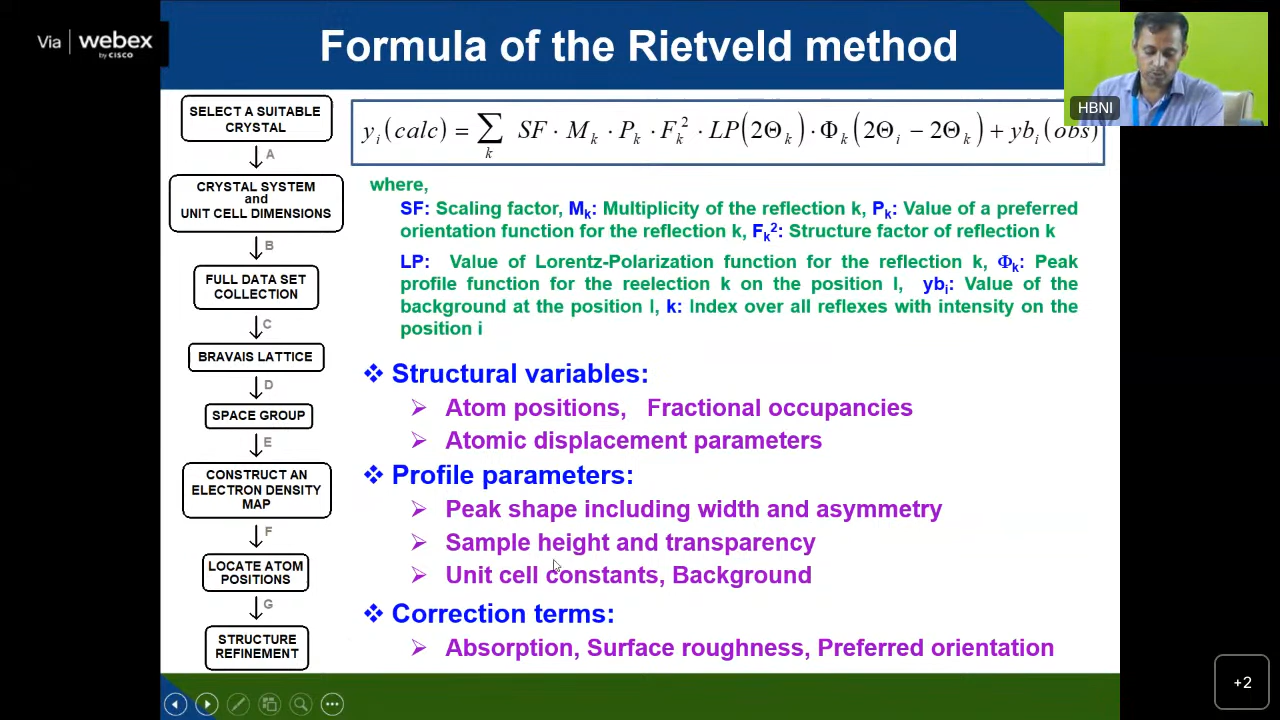 Via | webex
by CISCO
Formula of the Rietveld method
HBNI
SELECT A SUITABLE
CRYSTAL
A
CRYSTAL SYSTEM
and
UNIT CELL DIMENSIONS
B
FULL DATA SET
COLLECTION
C
BRAVAIS LATTICE
D
SPACE GROUP
E
CONSTRUCT AN
ELECTRON DENSITY
MAP
F
LOCATE ATOM
POSITIONS
G
STRUCTURE
REFINEMENT
y_i(calc) = ∑_k SF · M_k · P_k · F_k^2 · LP(2Θ_k) · Φ_k(2Θ_i − 2Θ_k) + yb_i(obs)
where,
SF: Scaling factor, M_k: Multiplicity of the reflection k, P_k: Value of a preferred
orientation function for the reflection k, F_k^2: Structure factor of reflection k
LP: Value of Lorentz-Polarization function for the reflection k, Φ_k: Peak
profile function for the reelection k on the position I, yb_i: Value of the
background at the position I, k: Index over all reflexes with intensity on the
position i
❖ Structural variables:
➢ Atom positions, Fractional occupancies
➢ Atomic displacement parameters
❖ Profile parameters:
➢ Peak shape including width and asymmetry
➢ Sample height and transparency
➢ Unit cell constants, Background
❖ Correction terms:
➢ Absorption, Surface roughness, Preferred orientation
+2